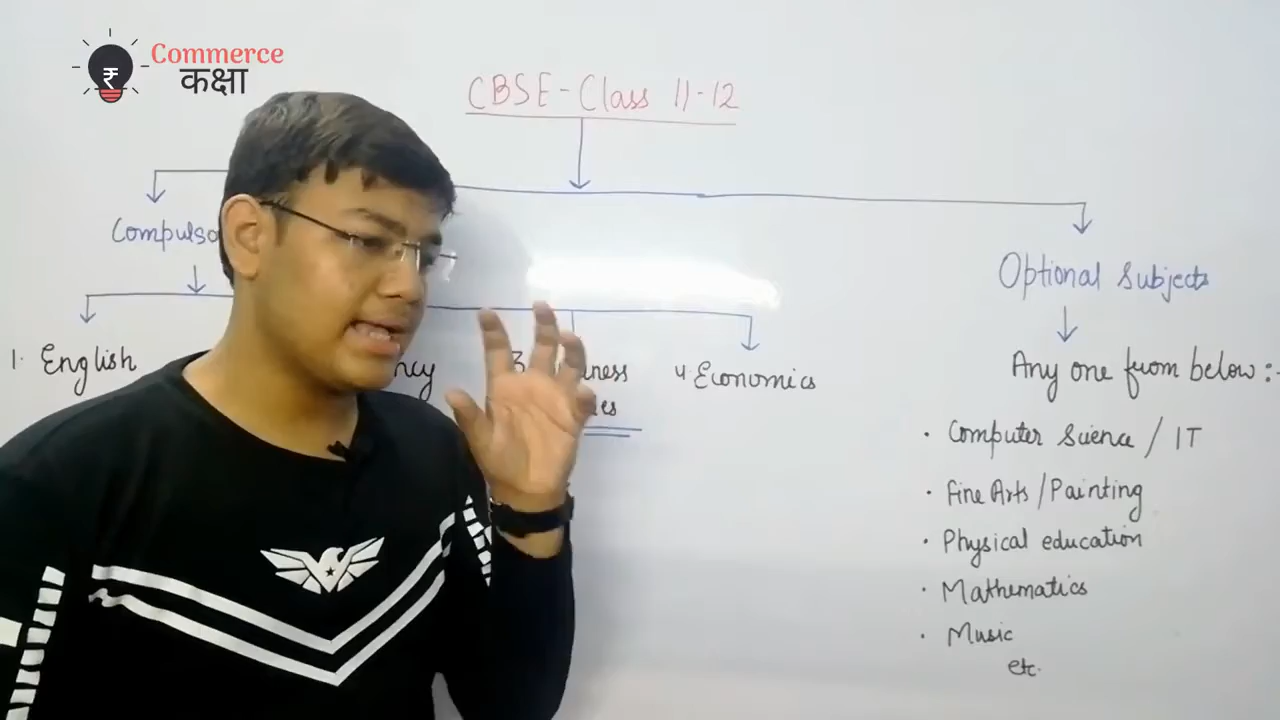 Commerce
कक्षा
₹
CBSE-Class 11-12
Optional Subjects
1. English
3.
4. Economics
Any one from below:-
• Computer Science / IT
• Fine Arts/Painting
• Physical education
• Mathematics
• Music
etc.